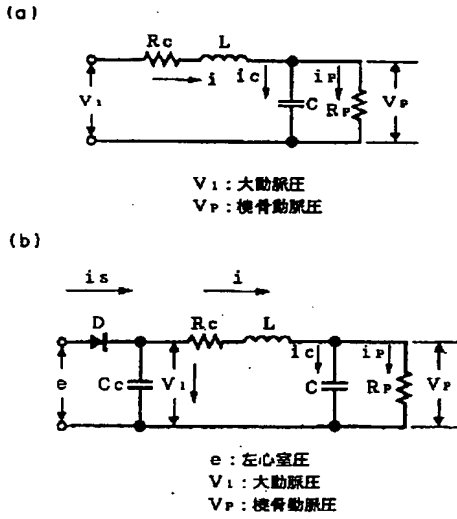 (a)
Rc L
i ic iP
V1 C RP VP
V1：大動脈圧
VP：橈骨動脈圧
(b)
is i
D Rc L
ic iP
e Cc V1 C RP VP
e：左心室圧
V1：大動脈圧
VP：橈骨動脈圧